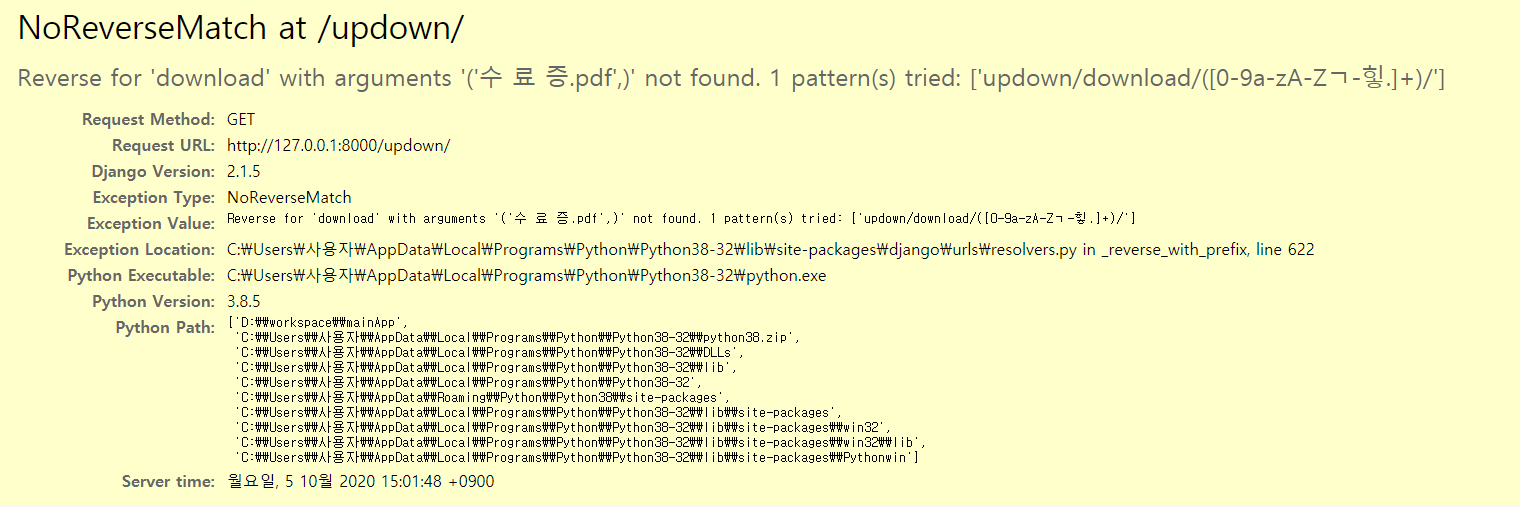 NoReverseMatch at /updown/
Reverse for 'download' with arguments '('수 료 증.pdf',)' not found. 1 pattern(s) tried: ['updown/download/([0-9a-zA-Zㄱ-힣.]+)/']
Request Method: GET
Request URL: http://127.0.0.1:8000/updown/
Django Version: 2.1.5
Exception Type: NoReverseMatch
Exception Value: Reverse for 'download' with arguments '('수 료 증.pdf',)' not found. 1 pattern(s) tried: ['updown/download/([0-9a-zA-Zㄱ-힣.]+)/']
Exception Location: C:₩Users₩사용자₩AppData₩Local₩Programs₩Python₩Python38-32₩lib₩site-packages₩django₩urls₩resolvers.py in _reverse_with_prefix, line 622
Python Executable: C:₩Users₩사용자₩AppData₩Local₩Programs₩Python₩Python38-32₩python.exe
Python Version: 3.8.5
Python Path: ['D:₩₩workspace₩₩mainApp',
'C:₩₩Users₩₩사용자₩₩AppData₩₩Local₩₩Programs₩₩Python₩₩Python38-32₩₩python38.zip',
'C:₩₩Users₩₩사용자₩₩AppData₩₩Local₩₩Programs₩₩Python₩₩Python38-32₩₩DLLs',
'C:₩₩Users₩₩사용자₩₩AppData₩₩Local₩₩Programs₩₩Python₩₩Python38-32₩₩lib',
'C:₩₩Users₩₩사용자₩₩AppData₩₩Local₩₩Programs₩₩Python₩₩Python38-32',
'C:₩₩Users₩₩사용자₩₩AppData₩₩Roaming₩₩Python₩₩Python38₩₩site-packages',
'C:₩₩Users₩₩사용자₩₩AppData₩₩Local₩₩Programs₩₩Python₩₩Python38-32₩₩lib₩₩site-packages',
'C:₩₩Users₩₩사용자₩₩AppData₩₩Local₩₩Programs₩₩Python₩₩Python38-32₩₩lib₩₩site-packages₩₩win32',
'C:₩₩Users₩₩사용자₩₩AppData₩₩Local₩₩Programs₩₩Python₩₩Python38-32₩₩lib₩₩site-packages₩₩win32₩₩lib',
'C:₩₩Users₩₩사용자₩₩AppData₩₩Local₩₩Programs₩₩Python₩₩Python38-32₩₩lib₩₩site-packages₩₩Pythonwin']
Server time: 월요일, 5 10월 2020 15:01:48 +0900